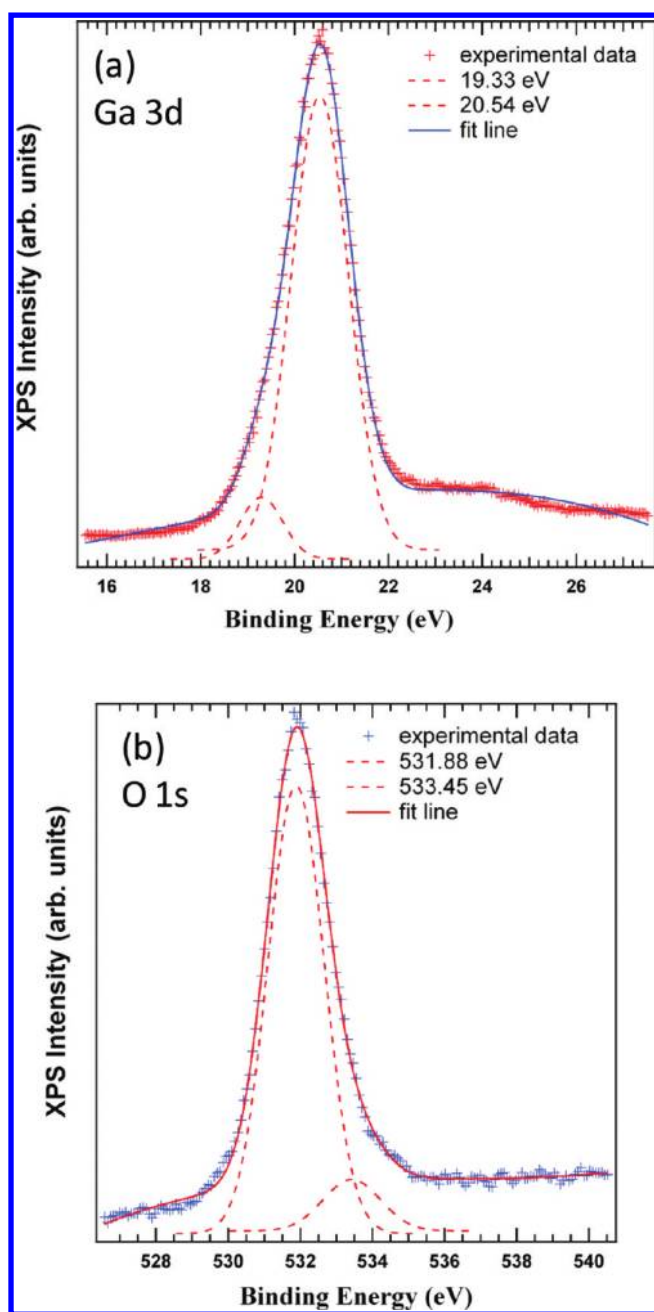 (a)
Ga 3d
experimental data
19.33 eV
20.54 eV
fit line
XPS Intensity (arb. units)
16 18 20 22 24 26
Binding Energy (eV)
(b)
O 1s
experimental data
531.88 eV
533.45 eV
fit line
XPS Intensity (arb. units)
528 530 532 534 536 538 540
Binding Energy (eV)